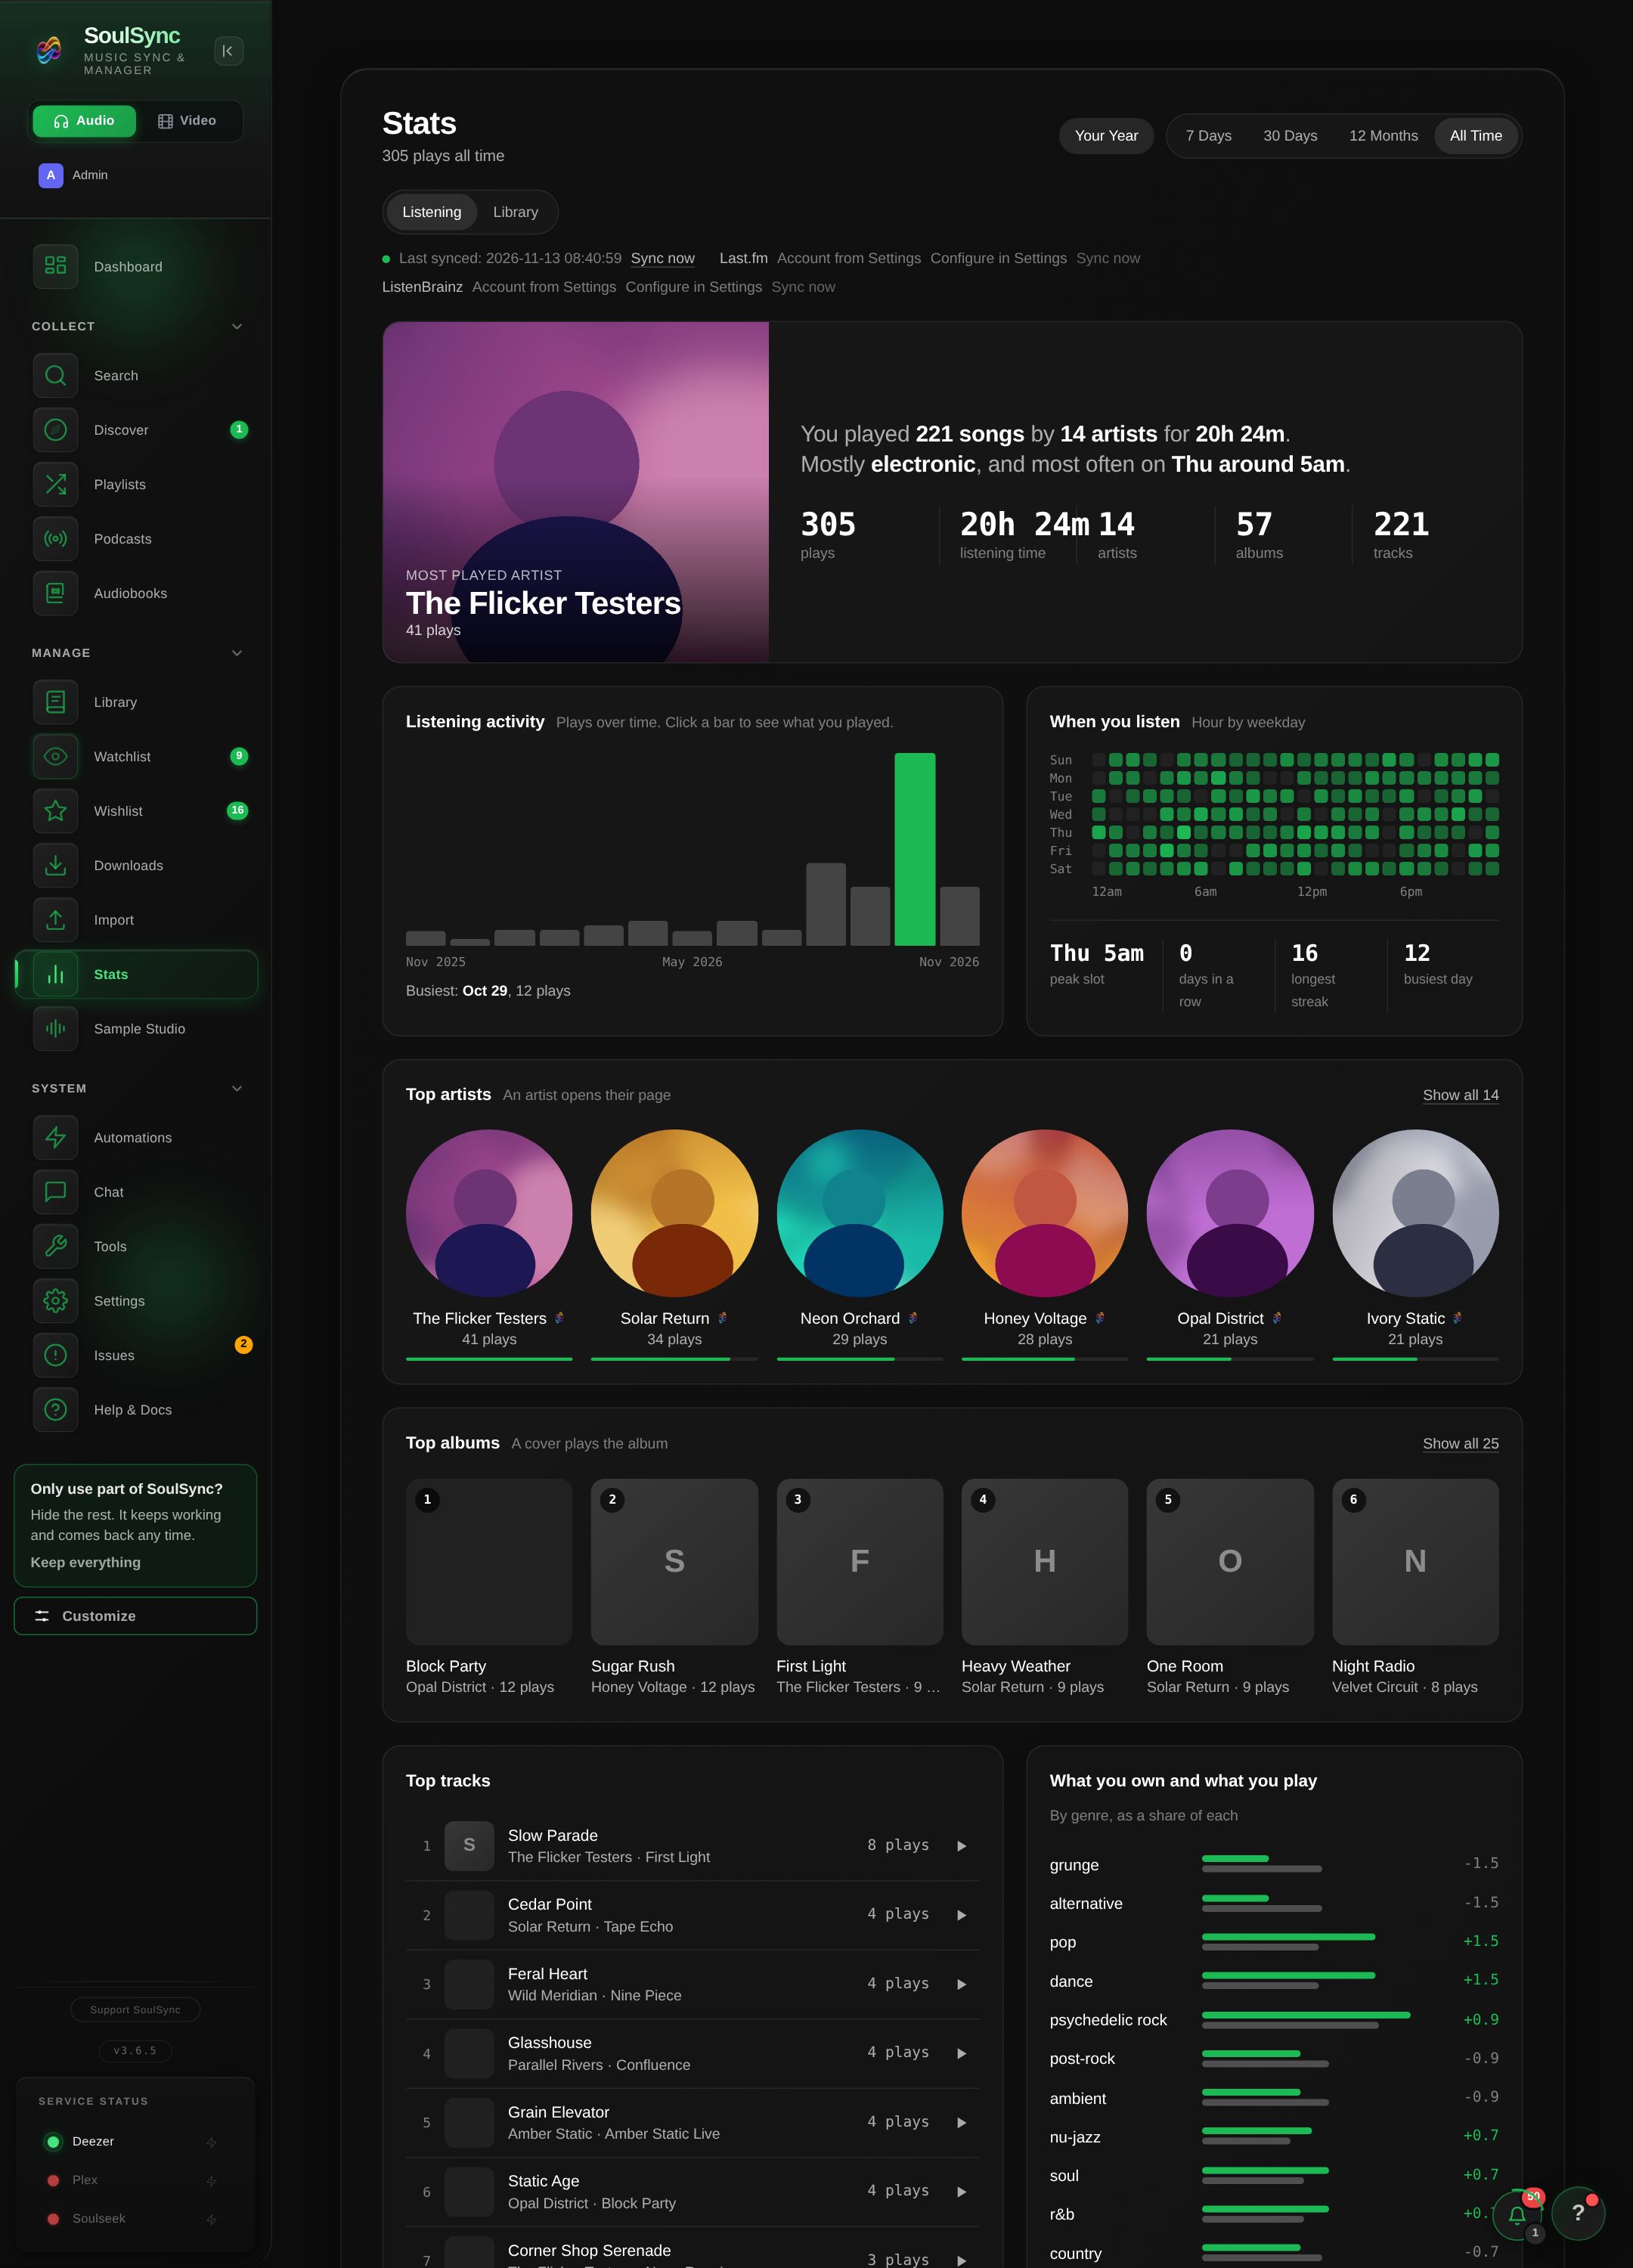 SoulSync
MUSIC SYNC &
MANAGER
Audio
Video
A
Admin
Dashboard
COLLECT
Search
Discover
1
Playlists
Podcasts
Audiobooks
MANAGE
Library
Watchlist
9
Wishlist
16
Downloads
Import
Stats
Sample Studio
SYSTEM
Automations
Chat
Tools
Settings
Issues
2
Help & Docs
Only use part of SoulSync?
Hide the rest. It keeps working
and comes back any time.
Keep everything
Customize
Support SoulSync
v3.6.5
SERVICE STATUS
Deezer
Plex
Soulseek
Stats
305 plays all time
Your Year
7 Days
30 Days
12 Months
All Time
Listening
Library
Last synced: 2026-11-13 08:40:59 Sync now Last.fm Account from Settings Configure in Settings Sync now
ListenBrainz Account from Settings Configure in Settings Sync now
MOST PLAYED ARTIST
The Flicker Testers
41 plays
You played 221 songs by 14 artists for 20h 24m.
Mostly electronic, and most often on Thu around 5am.
305 20h 24m 14 57 221
plays listening time artists albums tracks
Listening activity Plays over time. Click a bar to see what you played.
Nov 2025 May 2026 Nov 2026
Busiest: Oct 29, 12 plays
When you listen Hour by weekday
Sun
Mon
Tue
Wed
Thu
Fri
Sat
12am 6am 12pm 6pm
Thu 5am 0 16 12
peak slot days in a row longest streak busiest day
Top artists An artist opens their page Show all 14
The Flicker Testers Solar Return Neon Orchard Honey Voltage Opal District Ivory Static
41 plays 34 plays 29 plays 28 plays 21 plays 21 plays
Top albums A cover plays the album Show all 25
1 2 3 4 5 6
S F H O N
Block Party Sugar Rush First Light Heavy Weather One Room Night Radio
Opal District · 12 plays Honey Voltage · 12 plays The Flicker Testers · 9 … Solar Return · 9 plays Solar Return · 9 plays Velvet Circuit · 8 plays
Top tracks
1 S Slow Parade 8 plays
The Flicker Testers · First Light
2 Cedar Point 4 plays
Solar Return · Tape Echo
3 Feral Heart 4 plays
Wild Meridian · Nine Piece
4 Glasshouse 4 plays
Parallel Rivers · Confluence
5 Grain Elevator 4 plays
Amber Static · Amber Static Live
6 Static Age 4 plays
Opal District · Block Party
7 Corner Shop Serenade 3 plays
What you own and what you play
By genre, as a share of each
grunge -1.5
alternative -1.5
pop +1.5
dance +1.5
psychedelic rock +0.9
post-rock -0.9
ambient -0.9
nu-jazz +0.7
soul +0.7
r&b
country -0.7
50
1
?